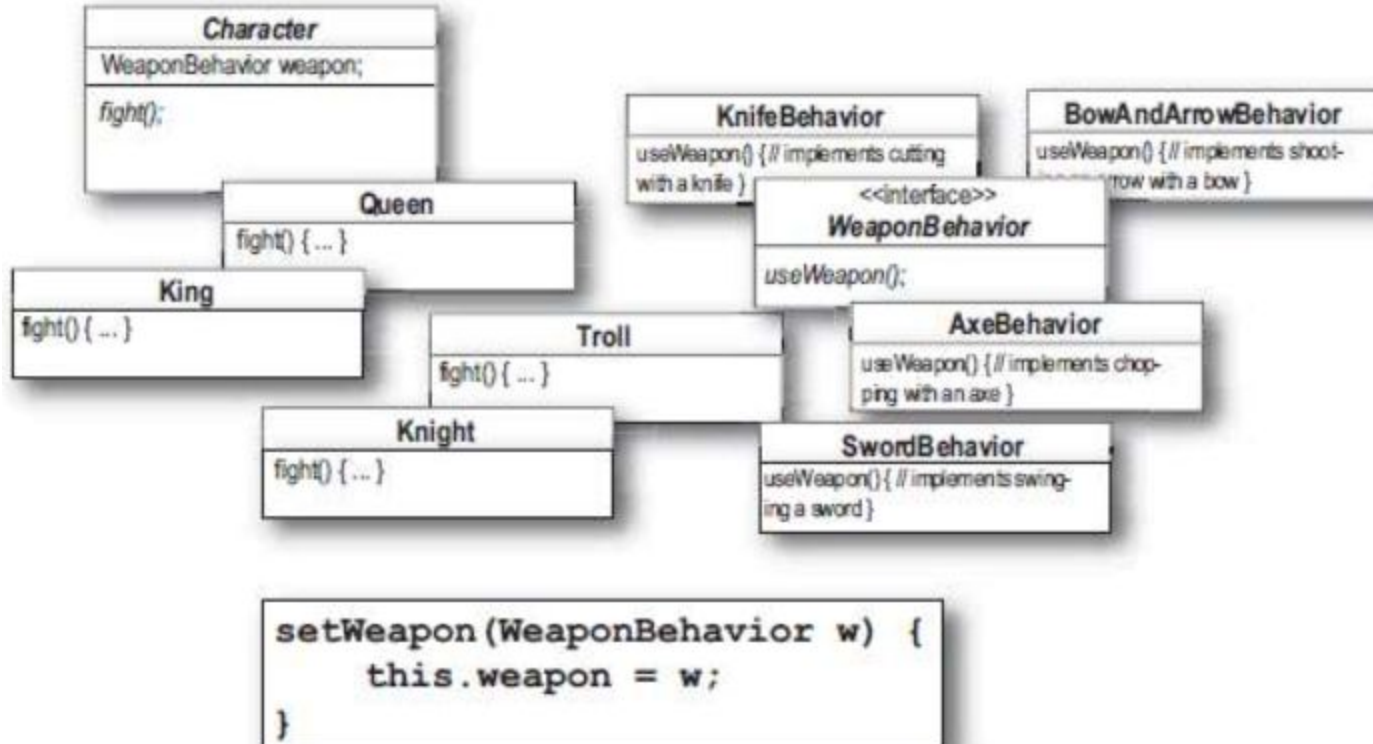 Character
WeaponBehavior weapon;
fight();
KnifeBehavior
useWeapon() { // implements cutting
with a knife }
BowAndArrowBehavior
useWeapon() { // implements shoot-
row with a bow }
<<interface>>
WeaponBehavior
useWeapon();
Queen
fight() { ... }
King
fight() { ... }
Troll
fight() { ... }
AxeBehavior
useWeapon() { // implements chop-
ping with an axe }
Knight
fight() { ... }
SwordBehavior
useWeapon() { // implements swing-
ing a sword }
setWeapon(WeaponBehavior w) {
this.weapon = w;
}